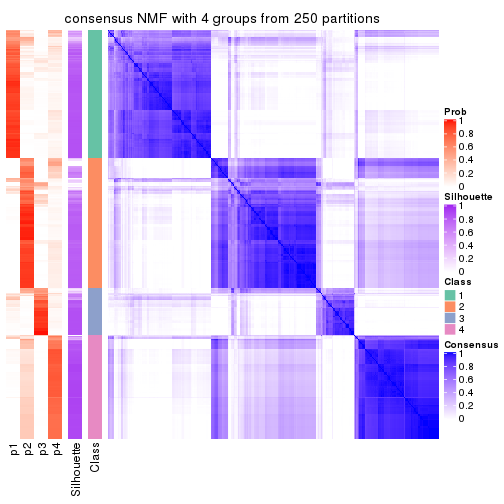 consensus NMF with 4 groups from 250 partitions
Prob
1
0.8
0.6
0.4
0.2
0
Silhouette
1
0.8
0.6
0.4
0.2
0
Class
1
2
3
4
Consensus
1
0.8
0.6
0.4
0.2
0
p1
p2
p3
p4
Silhouette
Class